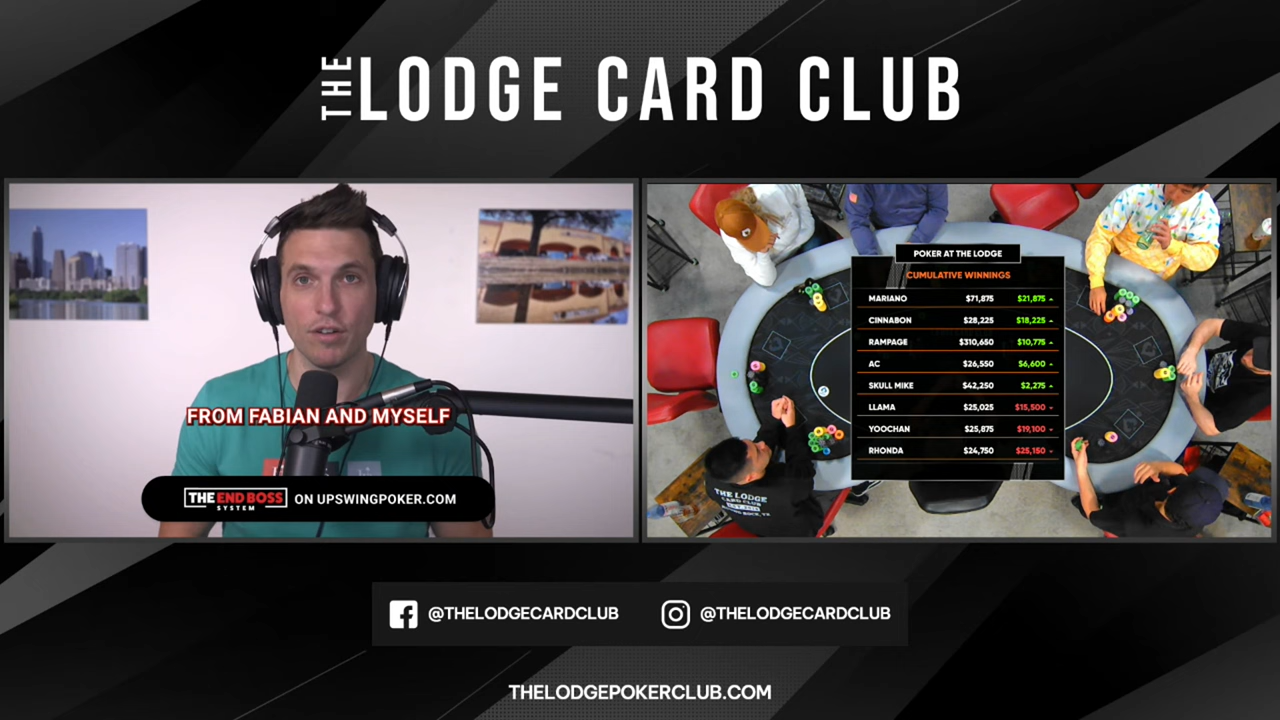 THE LODGE CARD CLUB
FROM FABIAN AND MYSELF
THE END BOSS SYSTEM ON UPSWINGPOKER.COM
POKER AT THE LODGE
CUMULATIVE WINNINGS
MARIANO $71,875 $21,875
CINNABON $28,225 $18,225
RAMPAGE $310,650 $10,775
AC $26,550 $6,600
SKULL MIKE $42,250 $2,275
LLAMA $25,025 $15,500
YOOCHAN $25,875 $19,100
RHONDA $24,750 $25,150
THE LODGE
CARD CLUB
@THELODGECARDCLUB @THELODGECARDCLUB
THELODGEPOKERCLUB.COM